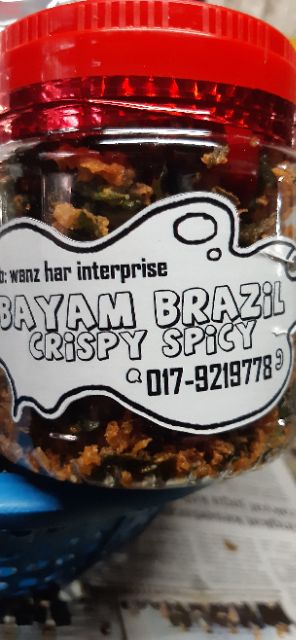 b: wanz har interprise
BAYAM BRAZIL
CRISPY SPICY
017-9219778